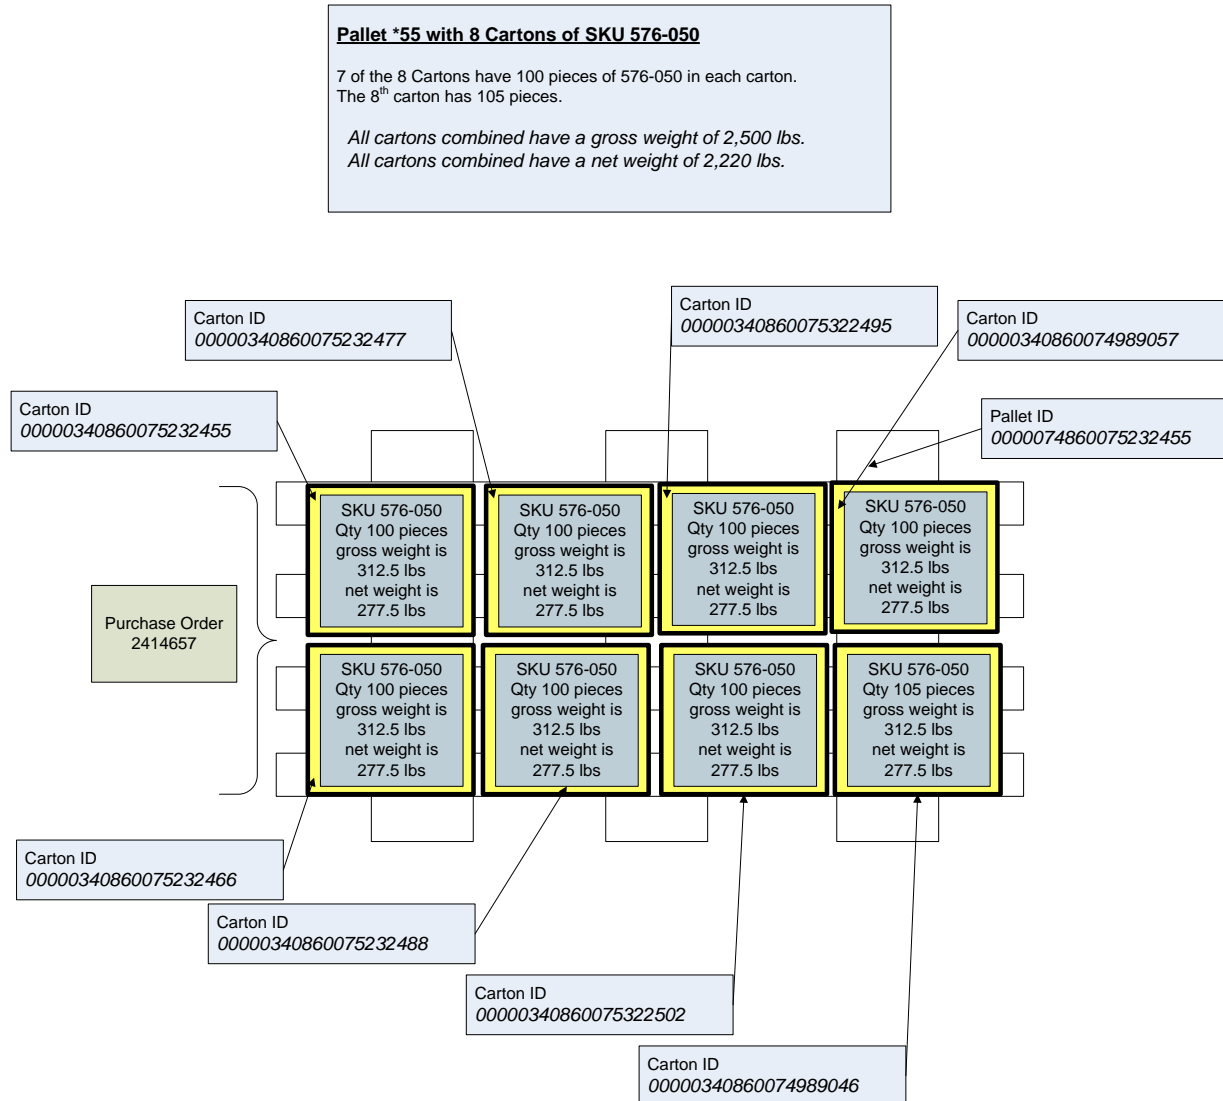 Pallet *55 with 8 Cartons of SKU 576-050
7 of the 8 Cartons have 100 pieces of 576-050 in each carton.
The 8th carton has 105 pieces.
All cartons combined have a gross weight of 2,500 lbs.
All cartons combined have a net weight of 2,220 lbs.
Carton ID
00000340860075232477
Carton ID
00000340860075322495
Carton ID
00000340860074989057
Carton ID
00000340860075232455
Pallet ID
0000074860075232455
SKU 576-050
Qty 100 pieces
gross weight is
312.5 lbs
net weight is
277.5 lbs
SKU 576-050
Qty 100 pieces
gross weight is
312.5 lbs
net weight is
277.5 lbs
SKU 576-050
Qty 100 pieces
gross weight is
312.5 lbs
net weight is
277.5 lbs
SKU 576-050
Qty 100 pieces
gross weight is
312.5 lbs
net weight is
277.5 lbs
Purchase Order
2414657
SKU 576-050
Qty 100 pieces
gross weight is
312.5 lbs
net weight is
277.5 lbs
SKU 576-050
Qty 100 pieces
gross weight is
312.5 lbs
net weight is
277.5 lbs
SKU 576-050
Qty 100 pieces
gross weight is
312.5 lbs
net weight is
277.5 lbs
SKU 576-050
Qty 105 pieces
gross weight is
312.5 lbs
net weight is
277.5 lbs
Carton ID
00000340860075232466
Carton ID
00000340860075232488
Carton ID
00000340860075322502
Carton ID
00000340860074989046